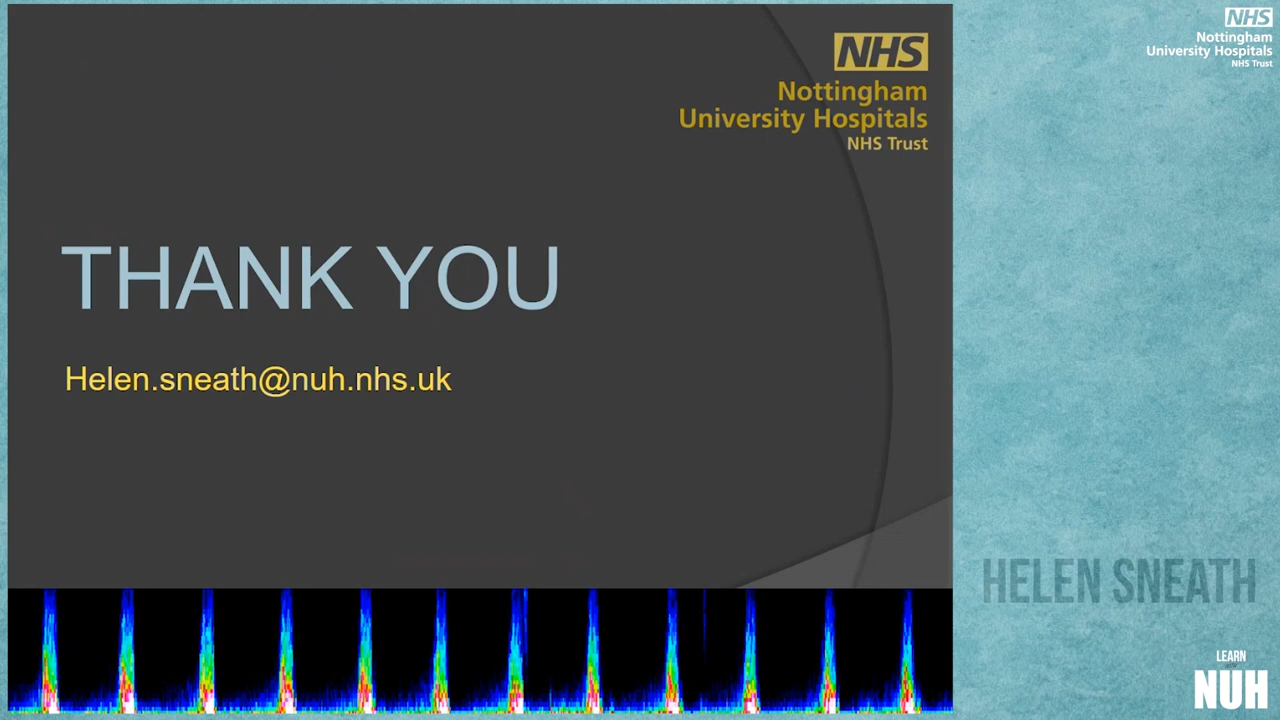 NHS
Nottingham
University Hospitals
NHS Trust
THANK YOU
Helen.sneath@nuh.nhs.uk
NHS
Nottingham
University Hospitals
NHS Trust
HELEN SNEATH
LEARN
NUH